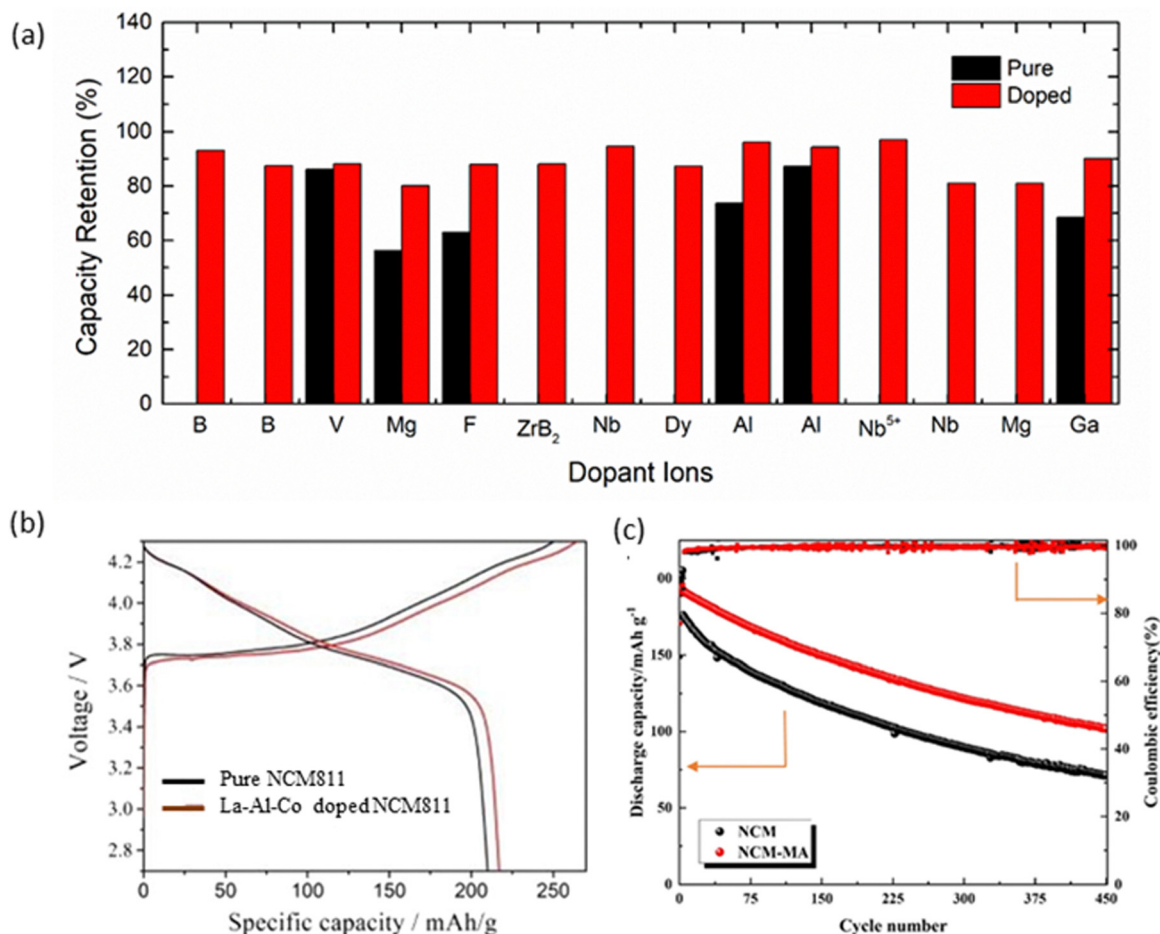 (a)
140
120
100
80
60
40
20
0
Capacity Retention (%)
Pure
Doped
B B V Mg F ZrB₂ Nb Dy Al Al Nb⁵⁺ Nb Mg Ga
Dopant Ions
(b)
4.2
4.0
3.8
3.6
3.4
3.2
3.0
2.8
Voltage / V
Pure NCM811
La-Al-Co doped NCM811
0 50 100 150 200 250
Specific capacity / mAh/g
(c)
00
150
100
50
0
Discharge capacity/mAh g⁻¹
NCM
NCM-MA
100
80
60
40
20
0
Coulombic efficiency(%)
0 75 150 225 300 375 450
Cycle number